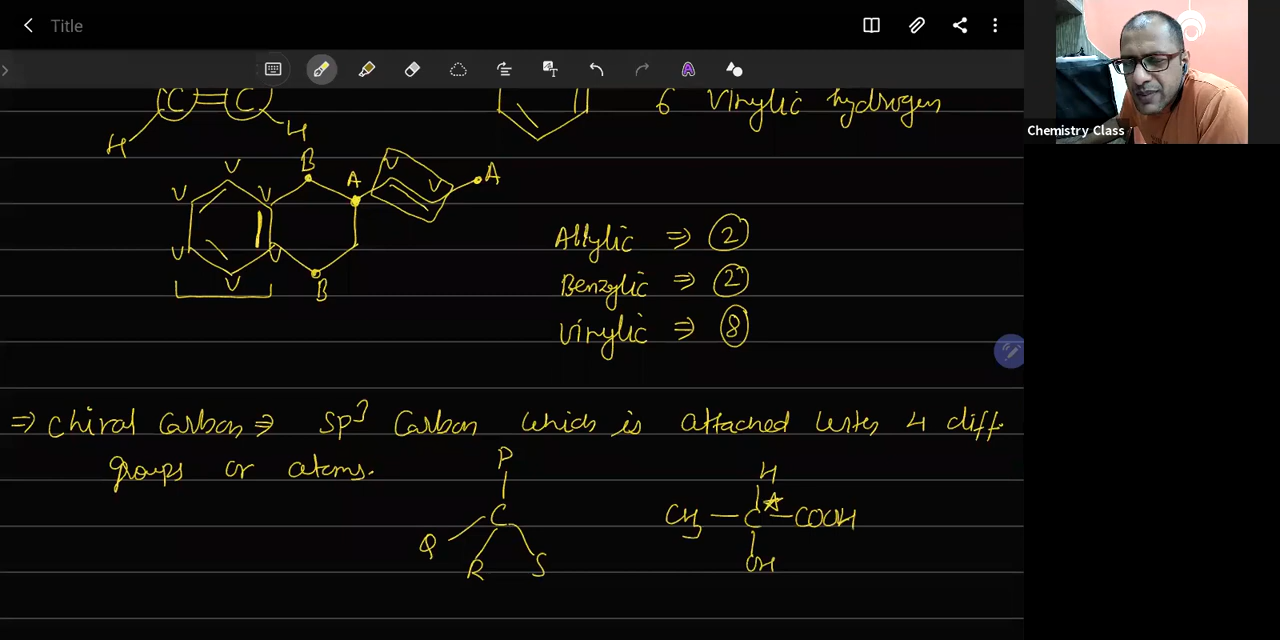 Title
C = C
6 Vinylic hydrogen
H
H
B
V
V
A
V
V
V
A
V
V
V
B
Allylic ⇒ 2
Benzylic ⇒ 2
Vinylic ⇒ 8
⇒ Chiral Carbon ⇒ Sp3 Carbon which is attached with 4 diff.
groups or atoms.
P
C
Q
R
S
H
CH3 — C* — COOH
OH
Chemistry Class